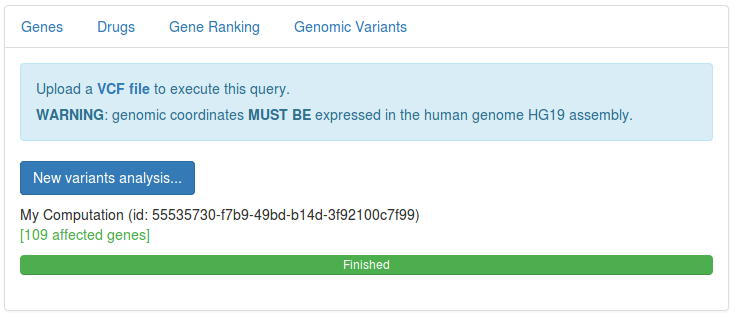 Genes Drugs Gene Ranking Genomic Variants
Upload a VCF file to execute this query.
WARNING: genomic coordinates MUST BE expressed in the human genome HG19 assembly.
New variants analysis...
My Computation (id: 55535730-f7b9-49bd-b14d-3f92100c7f99)
[109 affected genes]
Finished